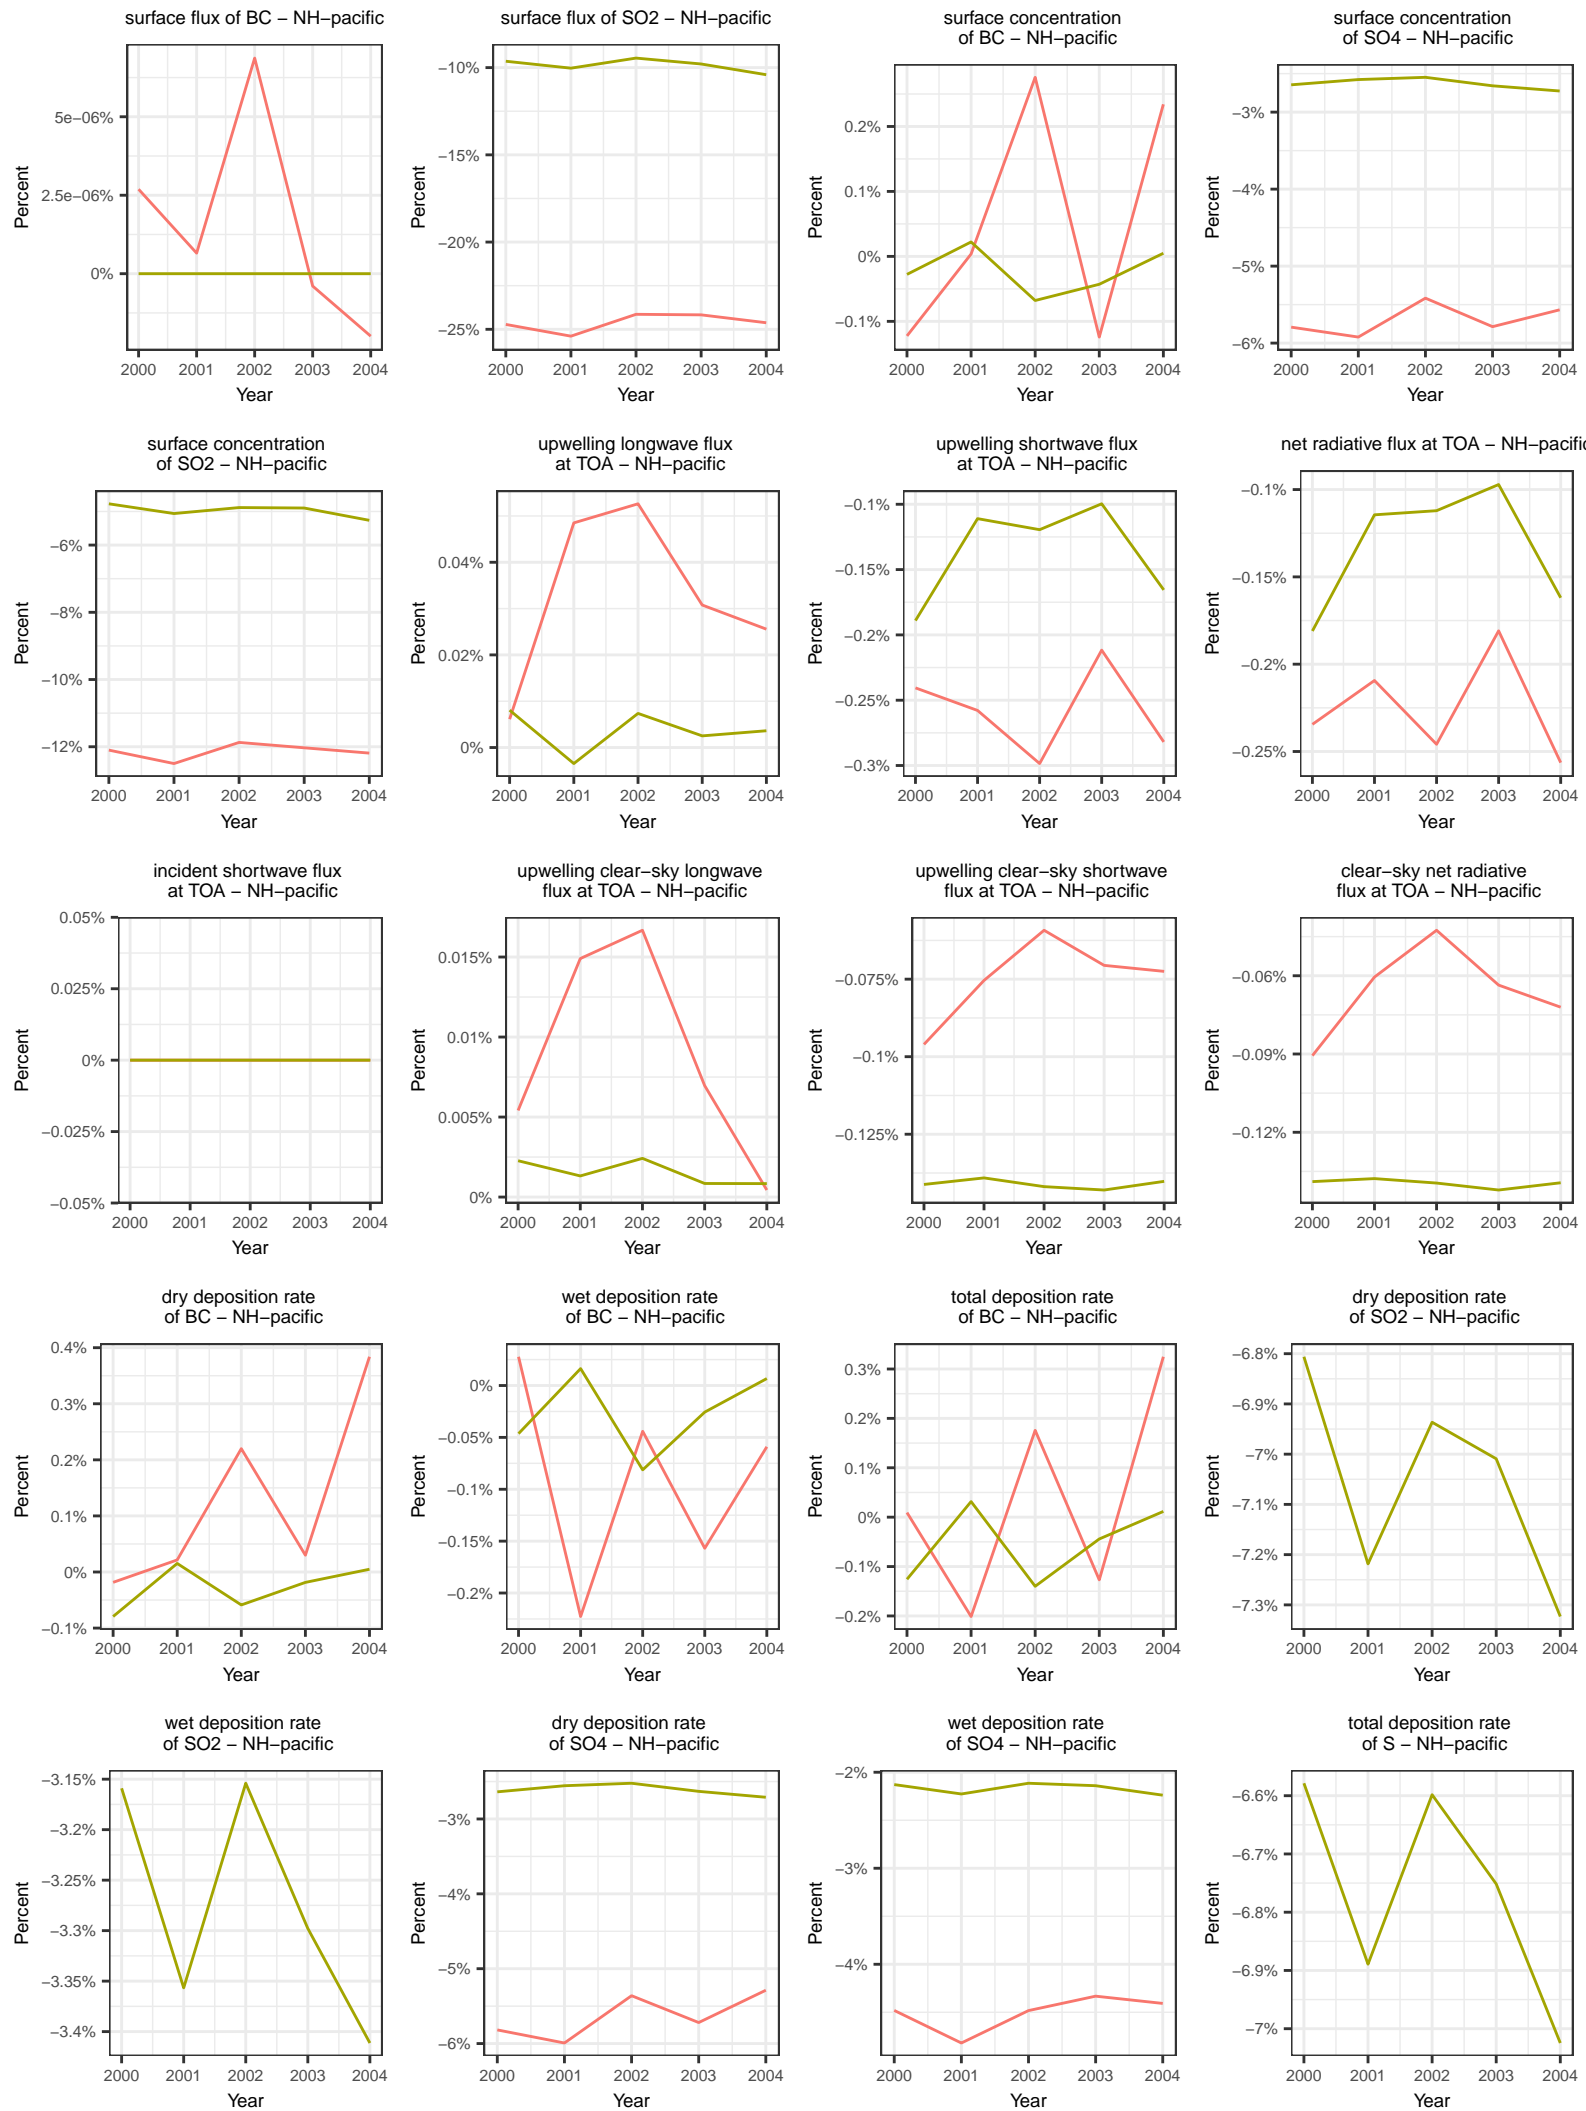 surface flux of BC − NH−pacific
5e−06%
2.5e−06%
0%
Percent
2000 2001 2002 2003 2004
Year
surface flux of SO2 − NH−pacific
−10%
−15%
−20%
−25%
Percent
2000 2001 2002 2003 2004
Year
surface concentration
of BC − NH−pacific
0.2%
0.1%
0%
−0.1%
Percent
2000 2001 2002 2003 2004
Year
surface concentration
of SO4 − NH−pacific
−3%
−4%
−5%
−6%
Percent
2000 2001 2002 2003 2004
Year
surface concentration
of SO2 − NH−pacific
−6%
−8%
−10%
−12%
Percent
2000 2001 2002 2003 2004
Year
upwelling longwave flux
at TOA − NH−pacific
0.04%
0.02%
0%
Percent
2000 2001 2002 2003 2004
Year
upwelling shortwave flux
at TOA − NH−pacific
−0.1%
−0.15%
−0.2%
−0.25%
−0.3%
Percent
2000 2001 2002 2003 2004
Year
net radiative flux at TOA − NH−pacific
−0.1%
−0.15%
−0.2%
−0.25%
Percent
2000 2001 2002 2003 2004
Year
incident shortwave flux
at TOA − NH−pacific
0.05%
0.025%
0%
−0.025%
−0.05%
Percent
2000 2001 2002 2003 2004
Year
upwelling clear−sky longwave
flux at TOA − NH−pacific
0.015%
0.01%
0.005%
0%
Percent
2000 2001 2002 2003 2004
Year
upwelling clear−sky shortwave
flux at TOA − NH−pacific
−0.075%
−0.1%
−0.125%
Percent
2000 2001 2002 2003 2004
Year
clear−sky net radiative
flux at TOA − NH−pacific
−0.06%
−0.09%
−0.12%
Percent
2000 2001 2002 2003 2004
Year
dry deposition rate
of BC − NH−pacific
0.4%
0.3%
0.2%
0.1%
0%
−0.1%
Percent
2000 2001 2002 2003 2004
Year
wet deposition rate
of BC − NH−pacific
0%
−0.05%
−0.1%
−0.15%
−0.2%
Percent
2000 2001 2002 2003 2004
Year
total deposition rate
of BC − NH−pacific
0.3%
0.2%
0.1%
0%
−0.1%
−0.2%
Percent
2000 2001 2002 2003 2004
Year
dry deposition rate
of SO2 − NH−pacific
−6.8%
−6.9%
−7%
−7.1%
−7.2%
−7.3%
Percent
2000 2001 2002 2003 2004
Year
wet deposition rate
of SO2 − NH−pacific
−3.15%
−3.2%
−3.25%
−3.3%
−3.35%
−3.4%
Percent
2000 2001 2002 2003 2004
Year
dry deposition rate
of SO4 − NH−pacific
−3%
−4%
−5%
−6%
Percent
2000 2001 2002 2003 2004
Year
wet deposition rate
of SO4 − NH−pacific
−2%
−3%
−4%
Percent
2000 2001 2002 2003 2004
Year
total deposition rate
of S − NH−pacific
−6.6%
−6.7%
−6.8%
−6.9%
−7%
Percent
2000 2001 2002 2003 2004
Year